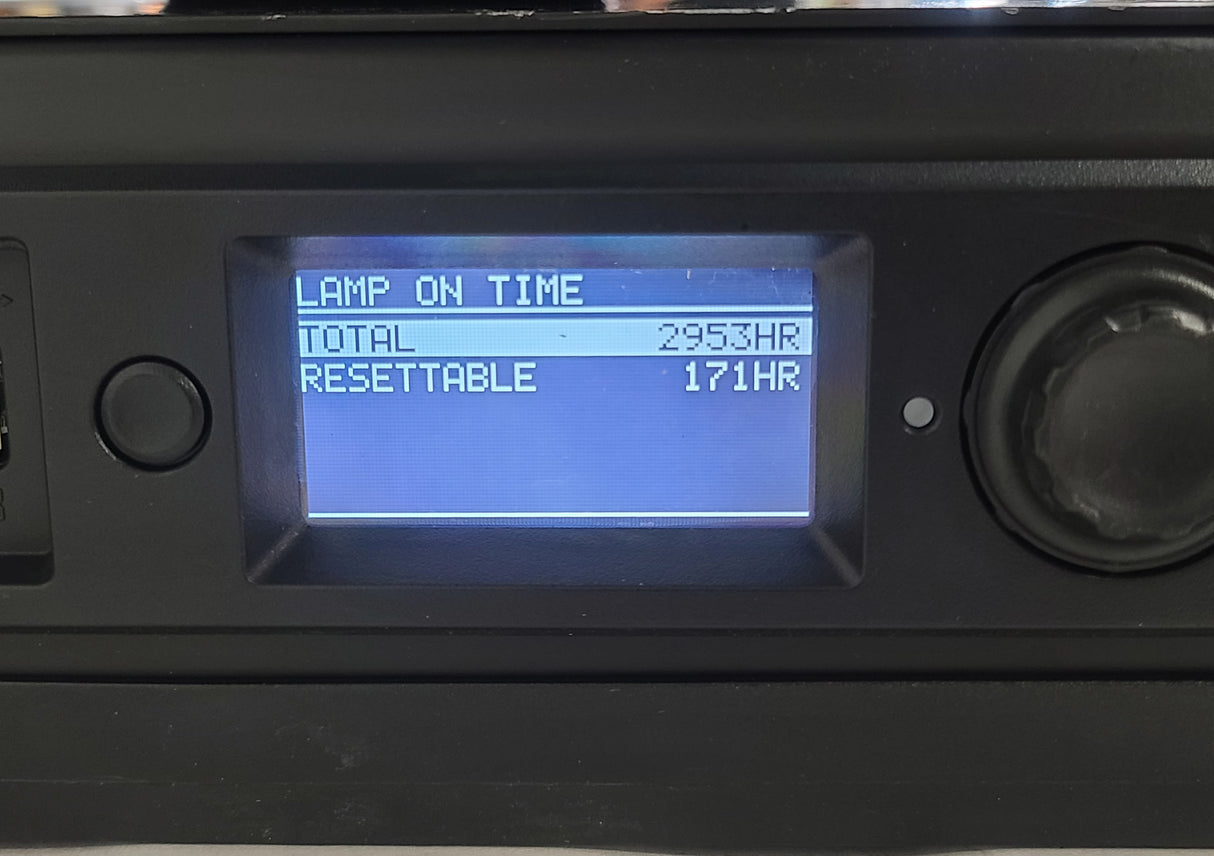 LAMP ON TIME
TOTAL 2953HR
RESETTABLE 171HR